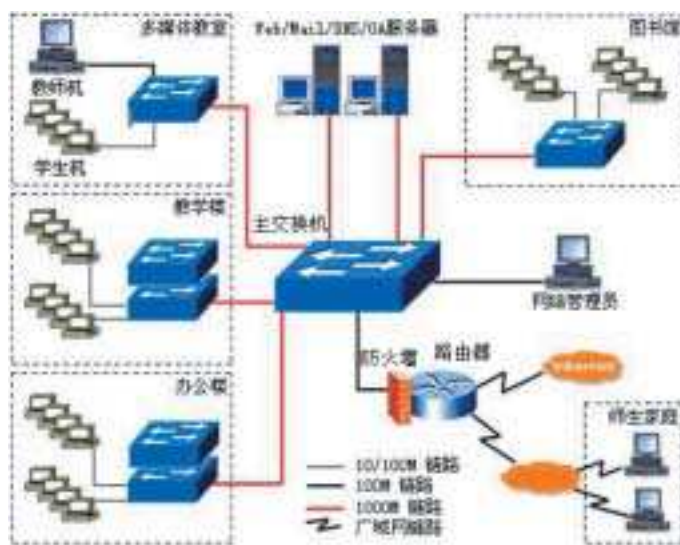 多媒体教室
Web/Mail/DNS/OA服务器
图书馆
教师机
学生机
教学楼
主交换机
网络管理员
办公楼
防火墙
路由器
Internet
师生家庭
10/100M 链路
100M 链路
1000M 链路
广域网链路